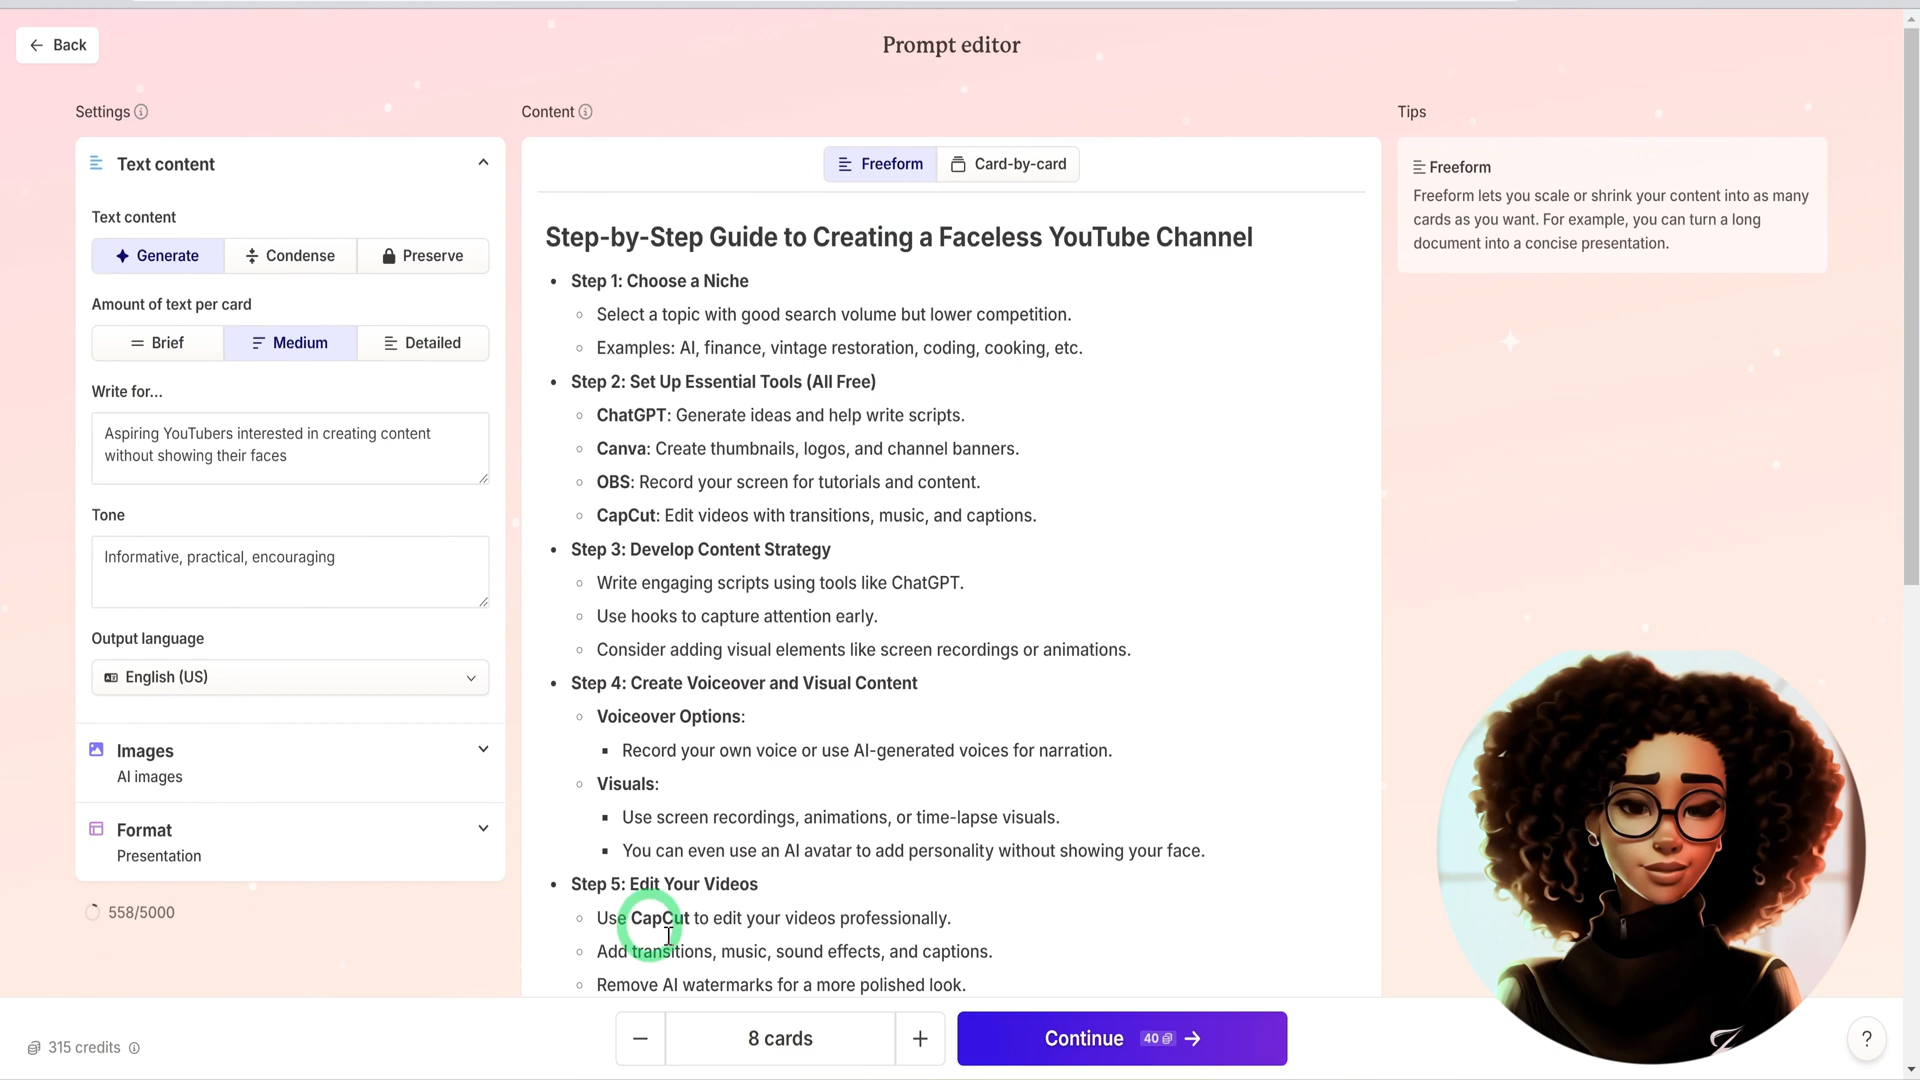 Back
Prompt editor
Settings
Content
Tips
Text content
Text content
Generate
Condense
Preserve
Amount of text per card
Brief
Medium
Detailed
Write for...
Aspiring YouTubers interested in creating content
without showing their faces
Tone
Informative, practical, encouraging
Output language
English (US)
Images
AI images
Format
Presentation
558/5000
Freeform
Card-by-card
Step-by-Step Guide to Creating a Faceless YouTube Channel
• Step 1: Choose a Niche
◦ Select a topic with good search volume but lower competition.
◦ Examples: AI, finance, vintage restoration, coding, cooking, etc.
• Step 2: Set Up Essential Tools (All Free)
◦ ChatGPT: Generate ideas and help write scripts.
◦ Canva: Create thumbnails, logos, and channel banners.
◦ OBS: Record your screen for tutorials and content.
◦ CapCut: Edit videos with transitions, music, and captions.
• Step 3: Develop Content Strategy
◦ Write engaging scripts using tools like ChatGPT.
◦ Use hooks to capture attention early.
◦ Consider adding visual elements like screen recordings or animations.
• Step 4: Create Voiceover and Visual Content
◦ Voiceover Options:
▪ Record your own voice or use AI-generated voices for narration.
◦ Visuals:
▪ Use screen recordings, animations, or time-lapse visuals.
▪ You can even use an AI avatar to add personality without showing your face.
• Step 5: Edit Your Videos
◦ Use CapCut to edit your videos professionally.
◦ Add transitions, music, sound effects, and captions.
◦ Remove AI watermarks for a more polished look.
Freeform
Freeform lets you scale or shrink your content into as many
cards as you want. For example, you can turn a long
document into a concise presentation.
315 credits
8 cards
Continue 40
?